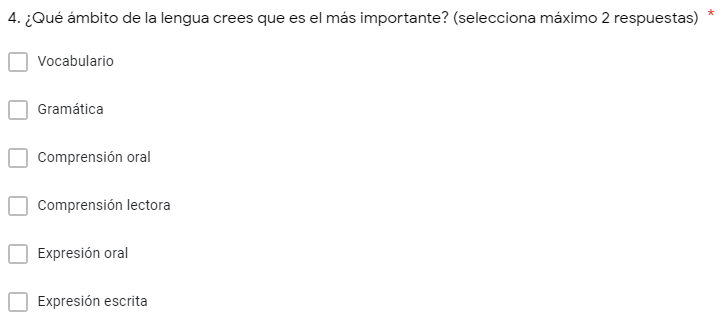 4. ¿Qué ámbito de la lengua crees que es el más importante? (selecciona máximo 2 respuestas) *
Vocabulario
Gramática
Comprensión oral
Comprensión lectora
Expresión oral
Expresión escrita